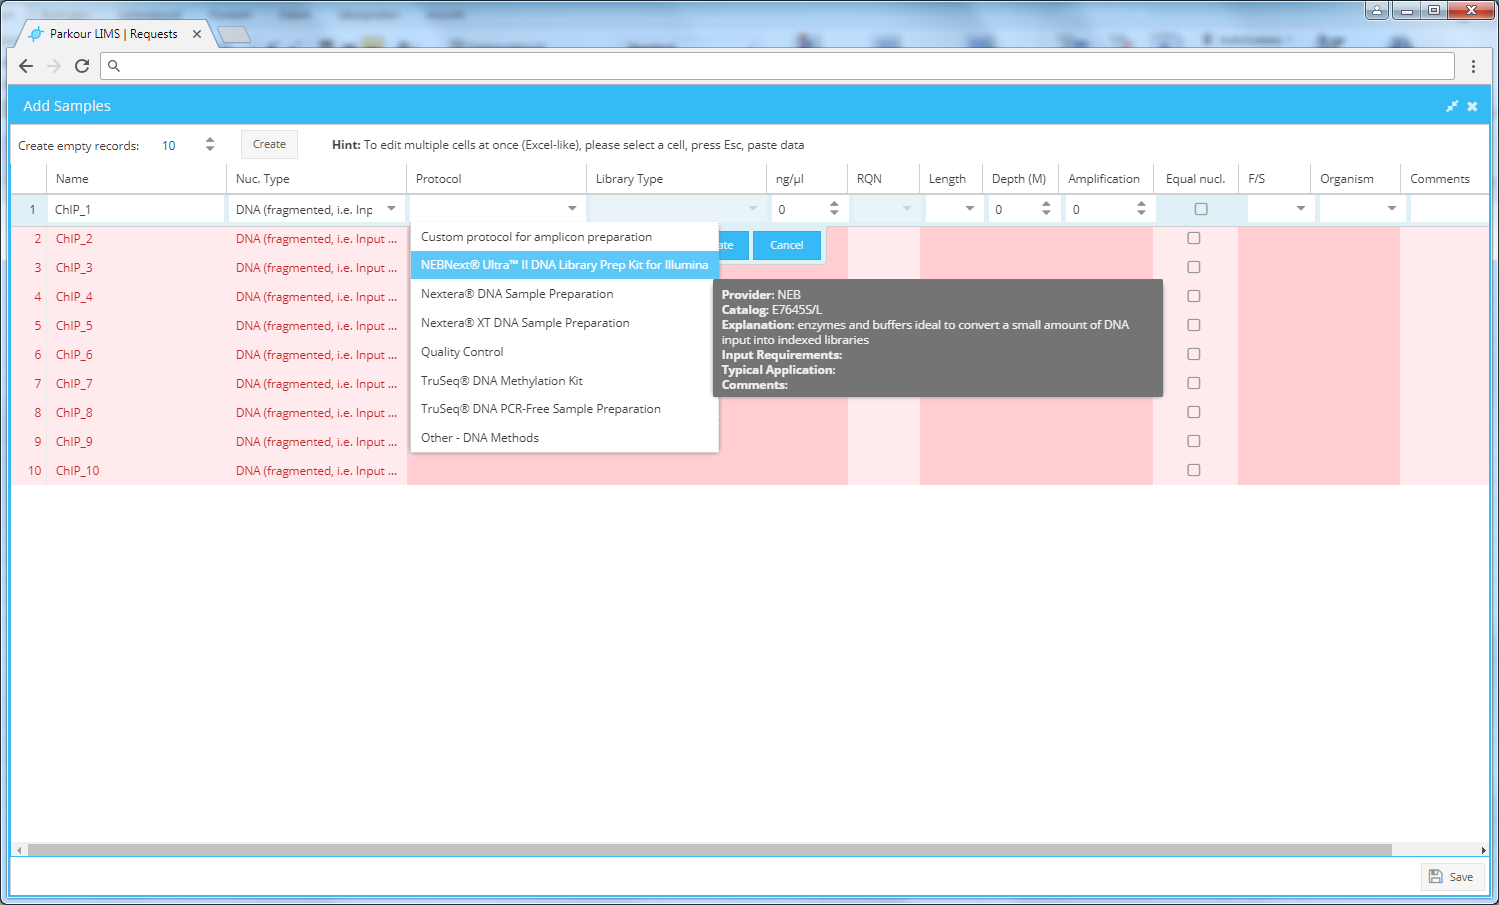 Parkour LIMS | Requests
Add Samples
Create empty records: 10 Create Hint: To edit multiple cells at once (Excel-like), please select a cell, press Esc, paste data
Name Nuc. Type Protocol Library Type ng/µl RQN Length Depth (M) Amplification Equal nucl. F/S Organism Comments
1 ChIP_1 DNA (fragmented, i.e. Inp 0 0 0
2 ChIP_2 DNA (fragmented, i.e. Input ...
3 ChIP_3 DNA (fragmented, i.e. Input ...
4 ChIP_4 DNA (fragmented, i.e. Input ...
5 ChIP_5 DNA (fragmented, i.e. Input ...
6 ChIP_6 DNA (fragmented, i.e. Input ...
7 ChIP_7 DNA (fragmented, i.e. Input ...
8 ChIP_8 DNA (fragmented, i.e. Input ...
9 ChIP_9 DNA (fragmented, i.e. Input ...
10 ChIP_10 DNA (fragmented, i.e. Input ...
Custom protocol for amplicon preparation
NEBNext® Ultra™ II DNA Library Prep Kit for Illumina
Nextera® DNA Sample Preparation
Nextera® XT DNA Sample Preparation
Quality Control
TruSeq® DNA Methylation Kit
TruSeq® DNA PCR-Free Sample Preparation
Other - DNA Methods
ate Cancel
Provider: NEB
Catalog: E7645S/L
Explanation: enzymes and buffers ideal to convert a small amount of DNA
input into indexed libraries
Input Requirements:
Typical Application:
Comments:
Save